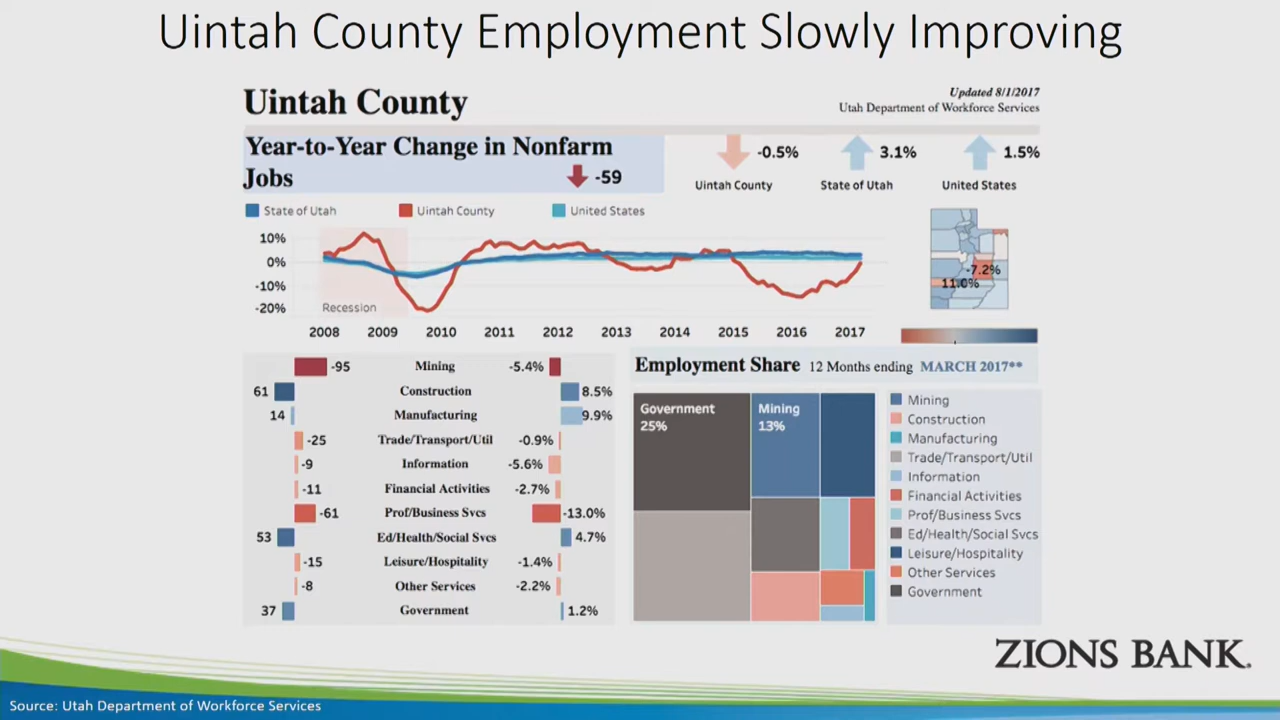 Uintah County Employment Slowly Improving
Uintah County
Updated 8/1/2017
Utah Department of Workforce Services
Year-to-Year Change in Nonfarm
Jobs
-59
-0.5%
3.1%
1.5%
Uintah County
State of Utah
United States
State of Utah
Uintah County
United States
10%
0%
-10%
-20%
Recession
2008 2009 2010 2011 2012 2013 2014 2015 2016 2017
-7.2%
11.0%
-95 Mining -5.4%
61 Construction 8.5%
14 Manufacturing 9.9%
-25 Trade/Transport/Util -0.9%
-9 Information -5.6%
-11 Financial Activities -2.7%
-61 Prof/Business Svcs -13.0%
53 Ed/Health/Social Svcs 4.7%
-15 Leisure/Hospitality -1.4%
-8 Other Services -2.2%
37 Government 1.2%
Employment Share 12 Months ending MARCH 2017**
Government
25%
Mining
13%
Mining
Construction
Manufacturing
Trade/Transport/Util
Information
Financial Activities
Prof/Business Svcs
Ed/Health/Social Svcs
Leisure/Hospitality
Other Services
Government
ZIONS BANK.
Source: Utah Department of Workforce Services